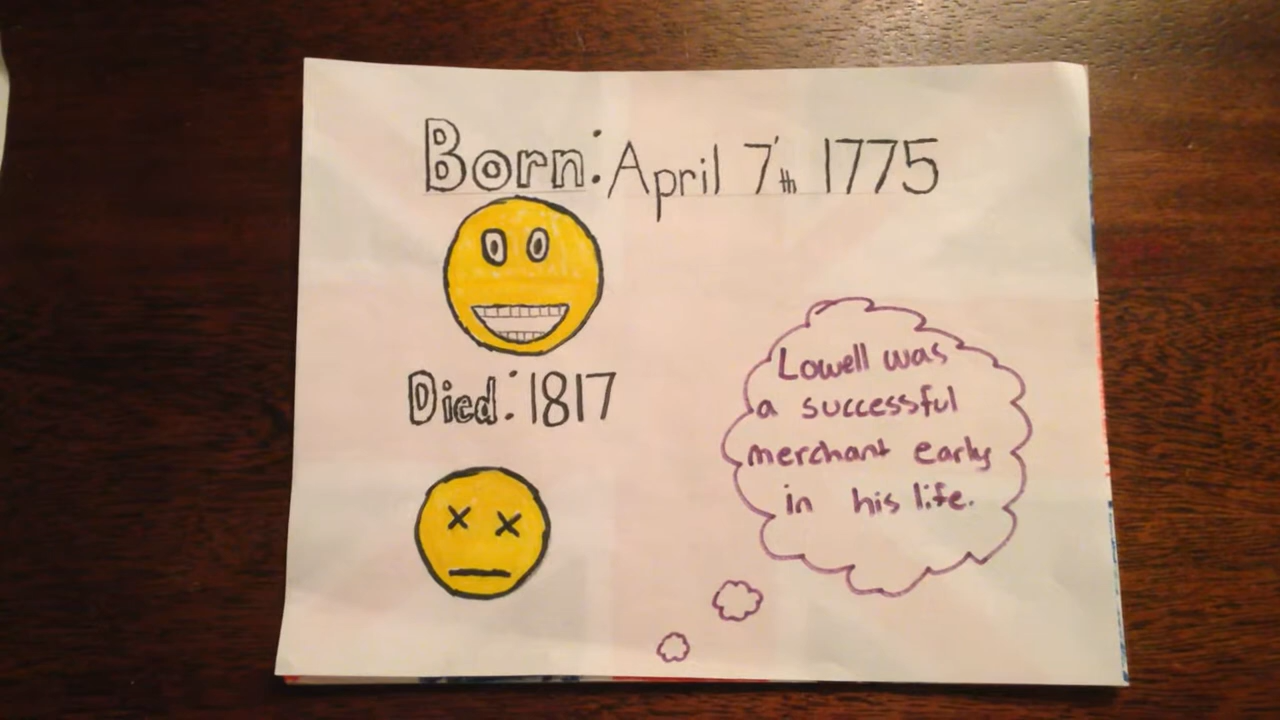 Born: April 7th 1775
Died: 1817
Lowell was
a successful
merchant early
in his life.